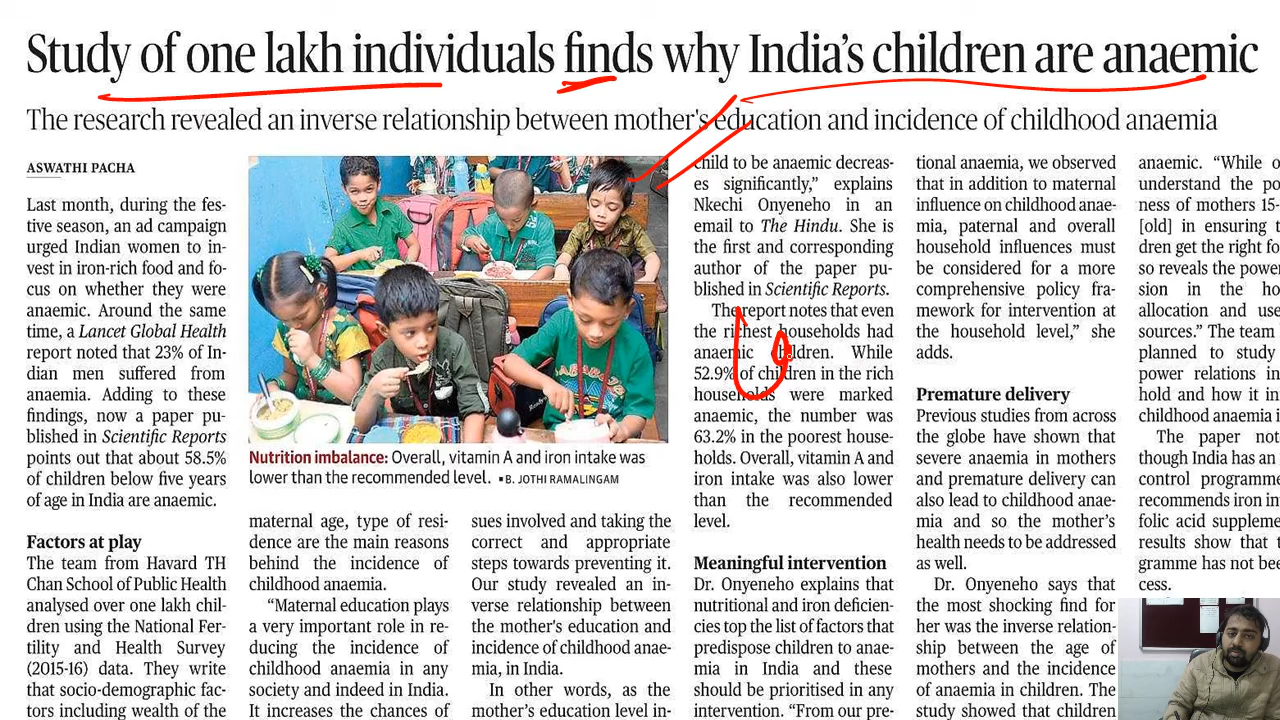 Study of one lakh individuals finds why India's children are anaemic
The research revealed an inverse relationship between mother's education and incidence of childhood anaemia
ASWATHI PACHA
Last month, during the fes-
tive season, an ad campaign
urged Indian women to in-
vest in iron-rich food and fo-
cus on whether they were
anaemic. Around the same
time, a Lancet Global Health
report noted that 23% of In-
dian men suffered from
anaemia. Adding to these
findings, now a paper pu-
blished in Scientific Reports
points out that about 58.5%
of children below five years
of age in India are anaemic.
Factors at play
The team from Havard TH
Chan School of Public Health
analysed over one lakh chil-
dren using the National Fer-
tility and Health Survey
(2015-16) data. They write
that socio-demographic fac-
tors including wealth of the
Nutrition imbalance: Overall, vitamin A and iron intake was
lower than the recommended level. ▪ B. JOTHI RAMALINGAM
maternal age, type of resi-
dence are the main reasons
behind the incidence of
childhood anaemia.
"Maternal education plays
a very important role in re-
ducing the incidence of
childhood anaemia in any
society and indeed in India.
It increases the chances of
sues involved and taking the
correct and appropriate
steps towards preventing it.
Our study revealed an in-
verse relationship between
the mother's education and
incidence of childhood anae-
mia, in India.
In other words, as the
mother's education level in-
child to be anaemic decreas-
es significantly," explains
Nkechi Onyeneho in an
email to The Hindu. She is
the first and corresponding
author of the paper pu-
blished in Scientific Reports.
The report notes that even
the richest households had
anaemic children. While
52.9% of children in the rich
households were marked
anaemic, the number was
63.2% in the poorest house-
holds. Overall, vitamin A and
iron intake was also lower
than the recommended
level.
Meaningful intervention
Dr. Onyeneho explains that
nutritional and iron deficien-
cies top the list of factors that
predispose children to anae-
mia in India and these
should be prioritised in any
intervention. "From our pre-
tional anaemia, we observed
that in addition to maternal
influence on childhood anae-
mia, paternal and overall
household influences must
be considered for a more
comprehensive policy fra-
mework for intervention at
the household level," she
adds.
Premature delivery
Previous studies from across
the globe have shown that
severe anaemia in mothers
and premature delivery can
also lead to childhood anae-
mia and so the mother's
health needs to be addressed
as well.
Dr. Onyeneho says that
the most shocking find for
her was the inverse relation-
ship between the age of
mothers and the incidence
of anaemia in children. The
study showed that children
anaemic. "While
understand the
ness of mothers 15-
[old] in ensuring
dren get the right
so reveals the power
sion in the
allocation and
sources." The team
planned to study
power relations in
hold and how it
childhood anaemia
The paper
though India has an
control programme
recommends iron
folic acid
results show that
gramme has not
cess.